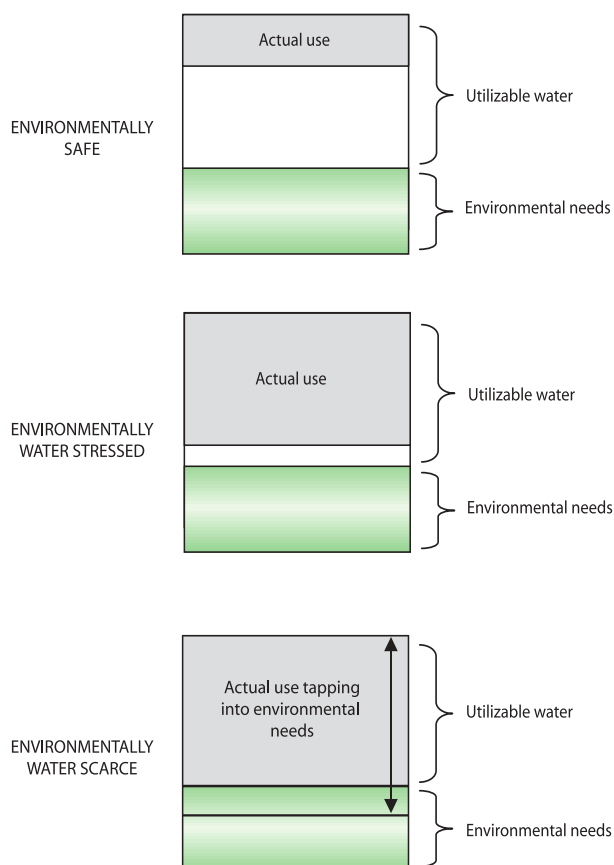 Actual use
Utilizable water
ENVIRONMENTALLY
SAFE
Environmental needs
Actual use
Utilizable water
ENVIRONMENTALLY
WATER STRESSED
Environmental needs
Actual use tapping
into environmental
needs
Utilizable water
ENVIRONMENTALLY
WATER SCARCE
Environmental needs